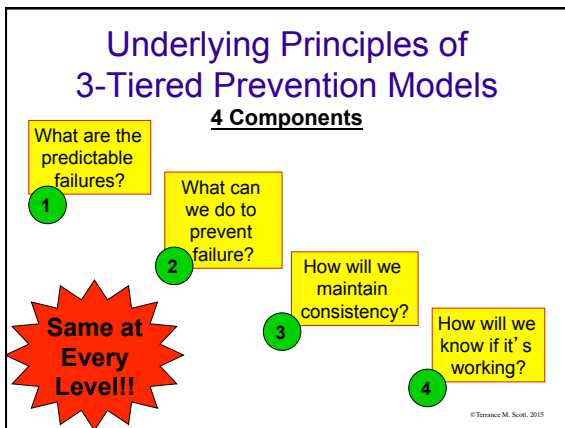 Underlying Principles of
3-Tiered Prevention Models
4 Components
What are the
predictable
failures?
1
What can
we do to
prevent
failure?
2
How will we
maintain
consistency?
3
How will we
know if it's
working?
4
Same at
Every
Level!!
©Terrance M. Scott, 2015